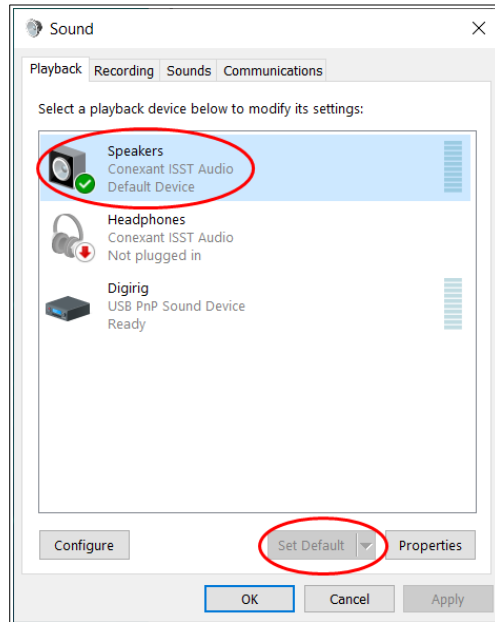 Sound
Playback Recording Sounds Communications
Select a playback device below to modify its settings:
Speakers
Conexant ISST Audio
Default Device
Headphones
Conexant ISST Audio
Not plugged in
Digirig
USB PnP Sound Device
Ready
Configure Set Default Properties
OK Cancel Apply